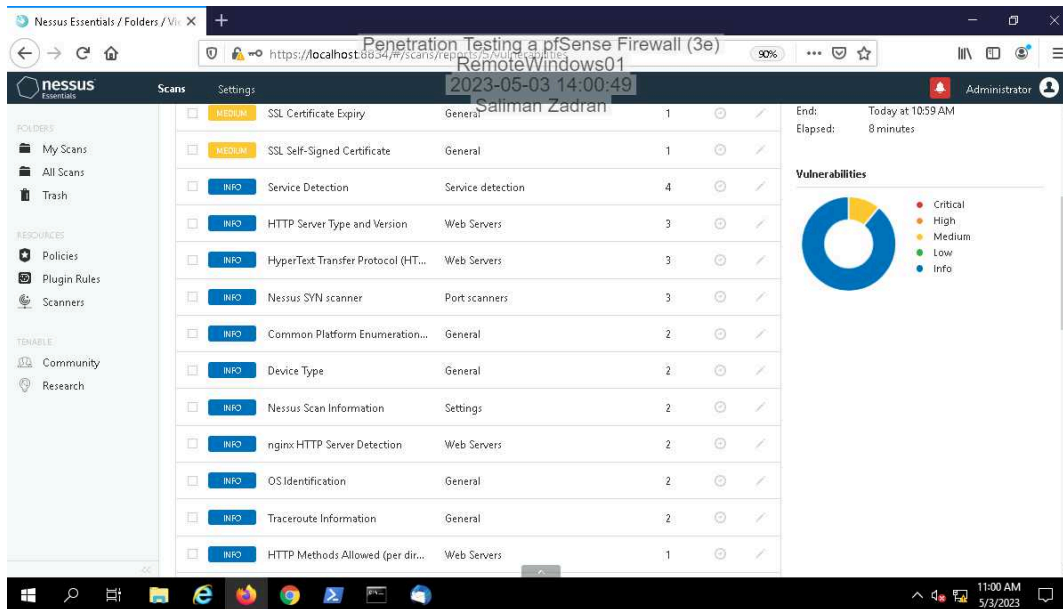 Nessus Essentials / Folders / Vi
https://localhost:8834/#/scans/reports/5/vulnerabilities
90%
Penetration Testing a pfSense Firewall (3e)
RemoteWindows01
2023-05-03 14:00:49
Saliman Zadran
nessus
Essentials
Scans
Settings
Administrator
FOLDERS
My Scans
All Scans
Trash
RESOURCES
Policies
Plugin Rules
Scanners
TENABLE
Community
Research
MEDIUM SSL Certificate Expiry General 1
MEDIUM SSL Self-Signed Certificate General 1
INFO Service Detection Service detection 4
INFO HTTP Server Type and Version Web Servers 3
INFO HyperText Transfer Protocol (HT... Web Servers 3
INFO Nessus SYN scanner Port scanners 3
INFO Common Platform Enumeration... General 2
INFO Device Type General 2
INFO Nessus Scan Information Settings 2
INFO nginx HTTP Server Detection Web Servers 2
INFO OS Identification General 2
INFO Traceroute Information General 2
INFO HTTP Methods Allowed (per dir... Web Servers 1
End: Today at 10:59 AM
Elapsed: 8 minutes
Vulnerabilities
Critical
High
Medium
Low
Info
11:00 AM
5/3/2023